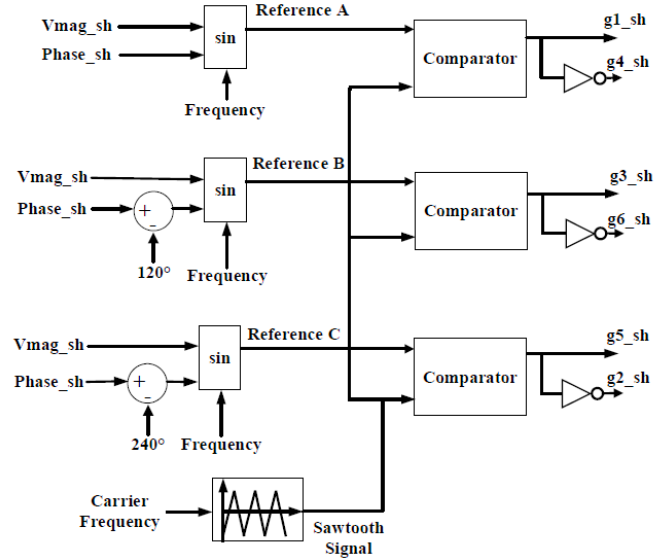 Reference A
Vmag_sh
Phase_sh
sin
Frequency
Comparator
g1_sh
g4_sh
Reference B
Vmag_sh
Phase_sh
+
-
120°
sin
Frequency
Comparator
g3_sh
g6_sh
Reference C
Vmag_sh
Phase_sh
+
-
240°
sin
Frequency
Comparator
g5_sh
g2_sh
Carrier
Frequency
Sawtooth
Signal